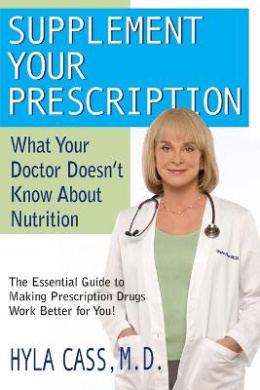 SUPPLEMENT
YOUR
PRESCRIPTION
What Your
Doctor Doesn't
Know About
Nutrition
The Essential Guide to
Making Prescription Drugs
Work Better for You!
HYLA CASS, M.D.